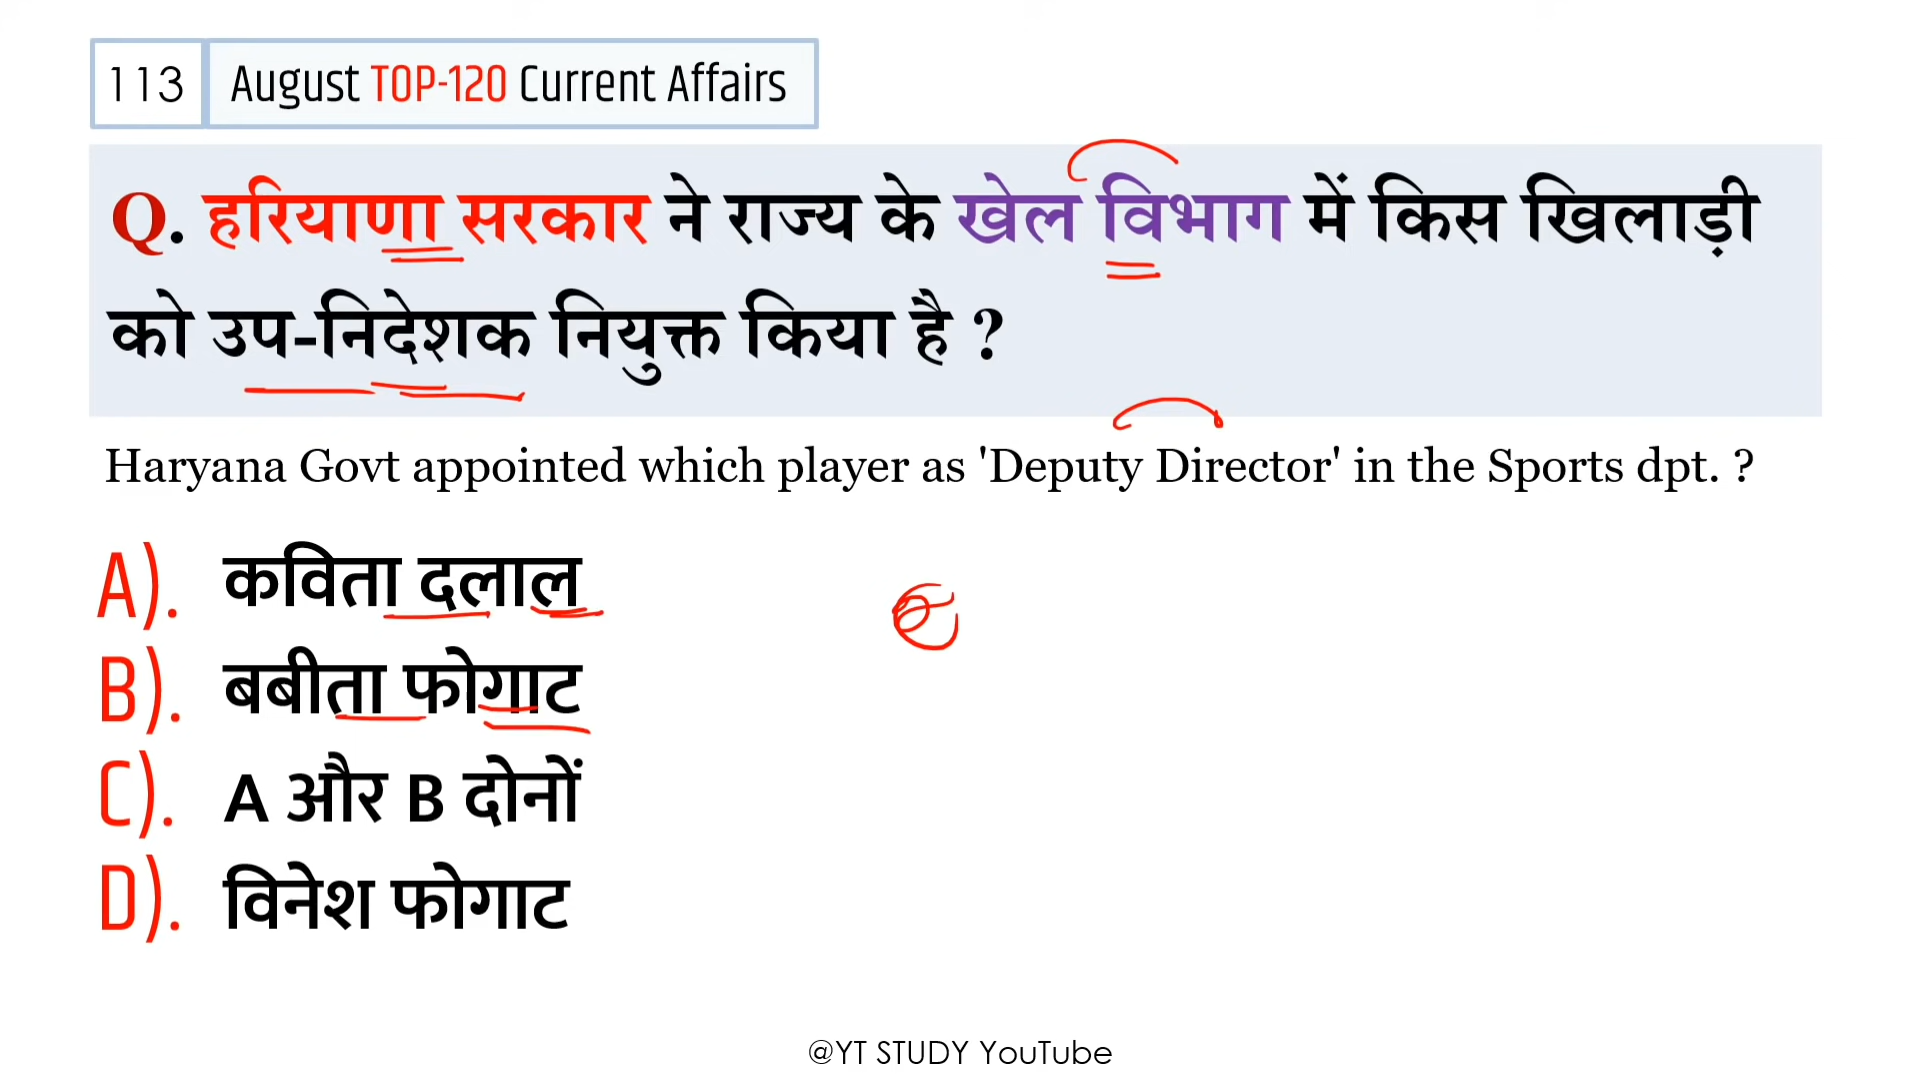 113 August TOP-120 Current Affairs
Q. हरियाणा सरकार ने राज्य के खेल विभाग में किस खिलाड़ी
को उप-निदेशक नियुक्त किया है ?
Haryana Govt appointed which player as 'Deputy Director' in the Sports dpt. ?
A). कविता दलाल
B). बबीता फोगाट
C). A और B दोनों
D). विनेश फोगाट
@YT STUDY YouTube